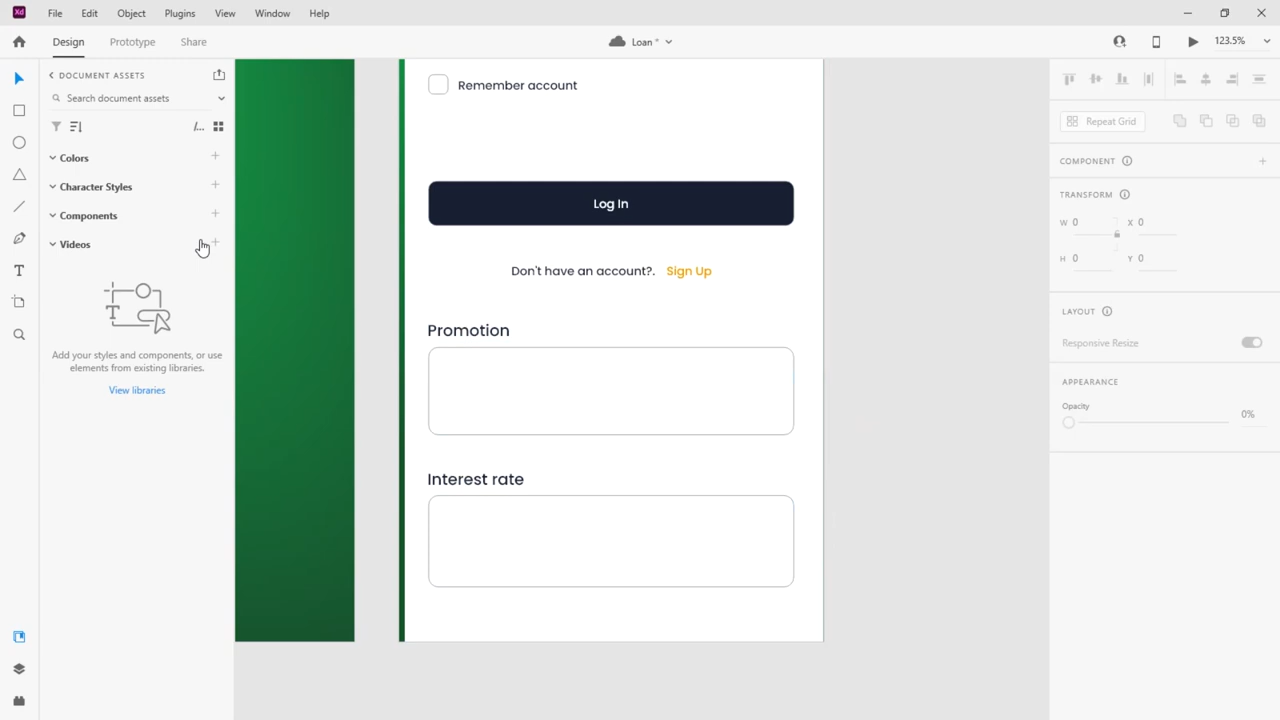 Xd File Edit Object Plugins View Window Help
Design Prototype Share Loan * 123.5%
DOCUMENT ASSETS
Search document assets
/...
Colors
Character Styles
Components
Videos
T
Add your styles and components, or use
elements from existing libraries.
View libraries
Remember account
Log In
Don't have an account?. Sign Up
Promotion
Interest rate
Repeat Grid
COMPONENT
TRANSFORM
W 0 X 0
H 0 Y 0
LAYOUT
Responsive Resize
APPEARANCE
Opacity
0%